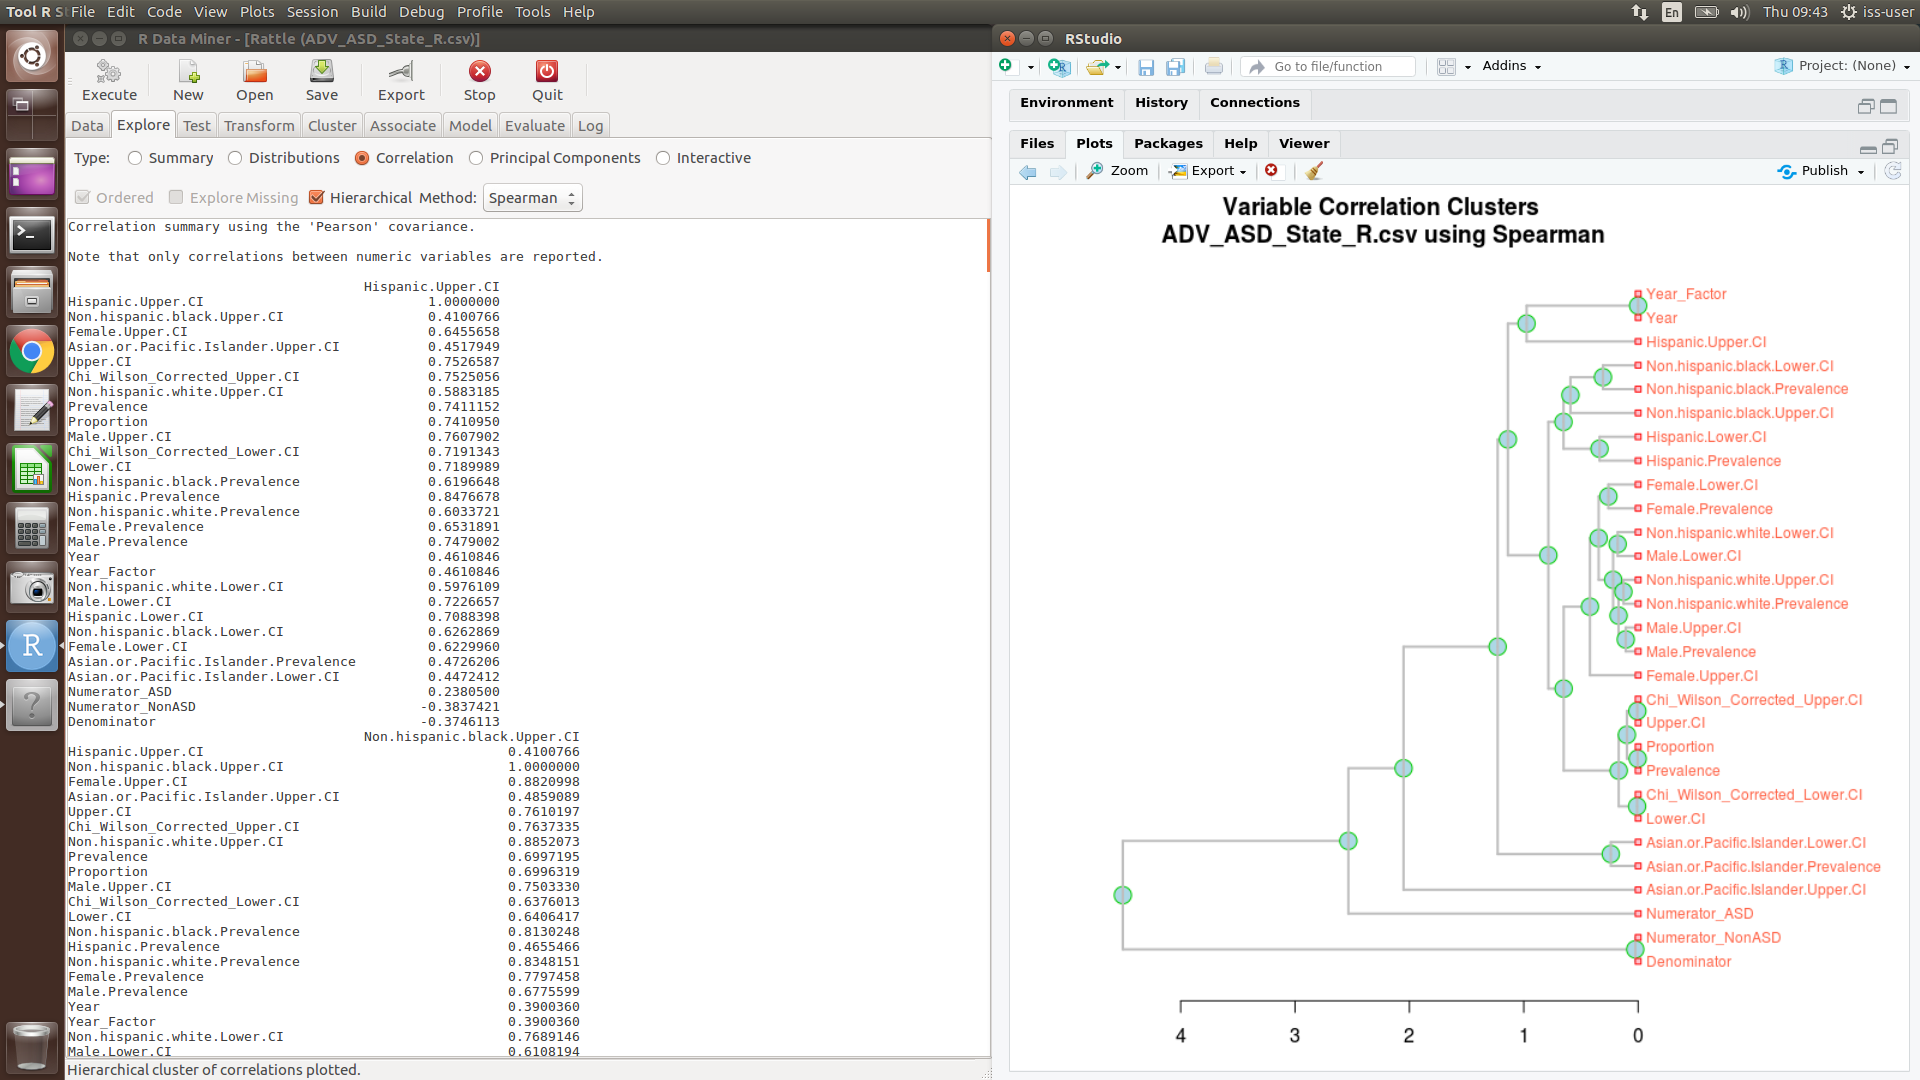 Tool R St File Edit Code View Plots Session Build Debug Profile Tools Help En Thu 09:43 iss-user
R Data Miner - [Rattle (ADV_ASD_State_R.csv)]
Execute New Open Save Export Stop Quit
Data Explore Test Transform Cluster Associate Model Evaluate Log
Type: Summary Distributions Correlation Principal Components Interactive
Ordered Explore Missing Hierarchical Method: Spearman
Correlation summary using the 'Pearson' covariance.
Note that only correlations between numeric variables are reported.
Hispanic.Upper.CI
Hispanic.Upper.CI 1.0000000
Non.hispanic.black.Upper.CI 0.4100766
Female.Upper.CI 0.6455658
Asian.or.Pacific.Islander.Upper.CI 0.4517949
Upper.CI 0.7526587
Chi_Wilson_Corrected_Upper.CI 0.7525056
Non.hispanic.white.Upper.CI 0.5883185
Prevalence 0.7411152
Proportion 0.7410950
Male.Upper.CI 0.7607902
Chi_Wilson_Corrected_Lower.CI 0.7191343
Lower.CI 0.7189989
Non.hispanic.black.Prevalence 0.6196648
Hispanic.Prevalence 0.8476678
Non.hispanic.white.Prevalence 0.6033721
Female.Prevalence 0.6531891
Male.Prevalence 0.7479002
Year 0.4610846
Year_Factor 0.4610846
Non.hispanic.white.Lower.CI 0.5976109
Male.Lower.CI 0.7226657
Hispanic.Lower.CI 0.7088398
Non.hispanic.black.Lower.CI 0.6262869
Female.Lower.CI 0.6229960
Asian.or.Pacific.Islander.Prevalence 0.4726206
Asian.or.Pacific.Islander.Lower.CI 0.4472412
Numerator_ASD 0.2380500
Numerator_NonASD -0.3837421
Denominator -0.3746113
Non.hispanic.black.Upper.CI
Hispanic.Upper.CI 0.4100766
Non.hispanic.black.Upper.CI 1.0000000
Female.Upper.CI 0.8820998
Asian.or.Pacific.Islander.Upper.CI 0.4859089
Upper.CI 0.7610197
Chi_Wilson_Corrected_Upper.CI 0.7637335
Non.hispanic.white.Upper.CI 0.8852073
Prevalence 0.6997195
Proportion 0.6996319
Male.Upper.CI 0.7503330
Chi_Wilson_Corrected_Lower.CI 0.6376013
Lower.CI 0.6406417
Non.hispanic.black.Prevalence 0.8130248
Hispanic.Prevalence 0.4655466
Non.hispanic.white.Prevalence 0.8348151
Female.Prevalence 0.7797458
Male.Prevalence 0.6775599
Year 0.3900360
Year_Factor 0.3900360
Non.hispanic.white.Lower.CI 0.7689146
Male.Lower.CI 0.6108194
Hierarchical cluster of correlations plotted.
RStudio
Go to file/function Addins Project: (None)
Environment History Connections
Files Plots Packages Help Viewer
Zoom Export Publish
Variable Correlation Clusters
ADV_ASD_State_R.csv using Spearman
Year_Factor
Year
Hispanic.Upper.CI
Non.hispanic.black.Lower.CI
Non.hispanic.black.Prevalence
Non.hispanic.black.Upper.CI
Hispanic.Lower.CI
Hispanic.Prevalence
Female.Lower.CI
Female.Prevalence
Non.hispanic.white.Lower.CI
Male.Lower.CI
Non.hispanic.white.Upper.CI
Non.hispanic.white.Prevalence
Male.Upper.CI
Male.Prevalence
Female.Upper.CI
Chi_Wilson_Corrected_Upper.CI
Upper.CI
Proportion
Prevalence
Chi_Wilson_Corrected_Lower.CI
Lower.CI
Asian.or.Pacific.Islander.Lower.CI
Asian.or.Pacific.Islander.Prevalence
Asian.or.Pacific.Islander.Upper.CI
Numerator_ASD
Numerator_NonASD
Denominator
4 3 2 1 0